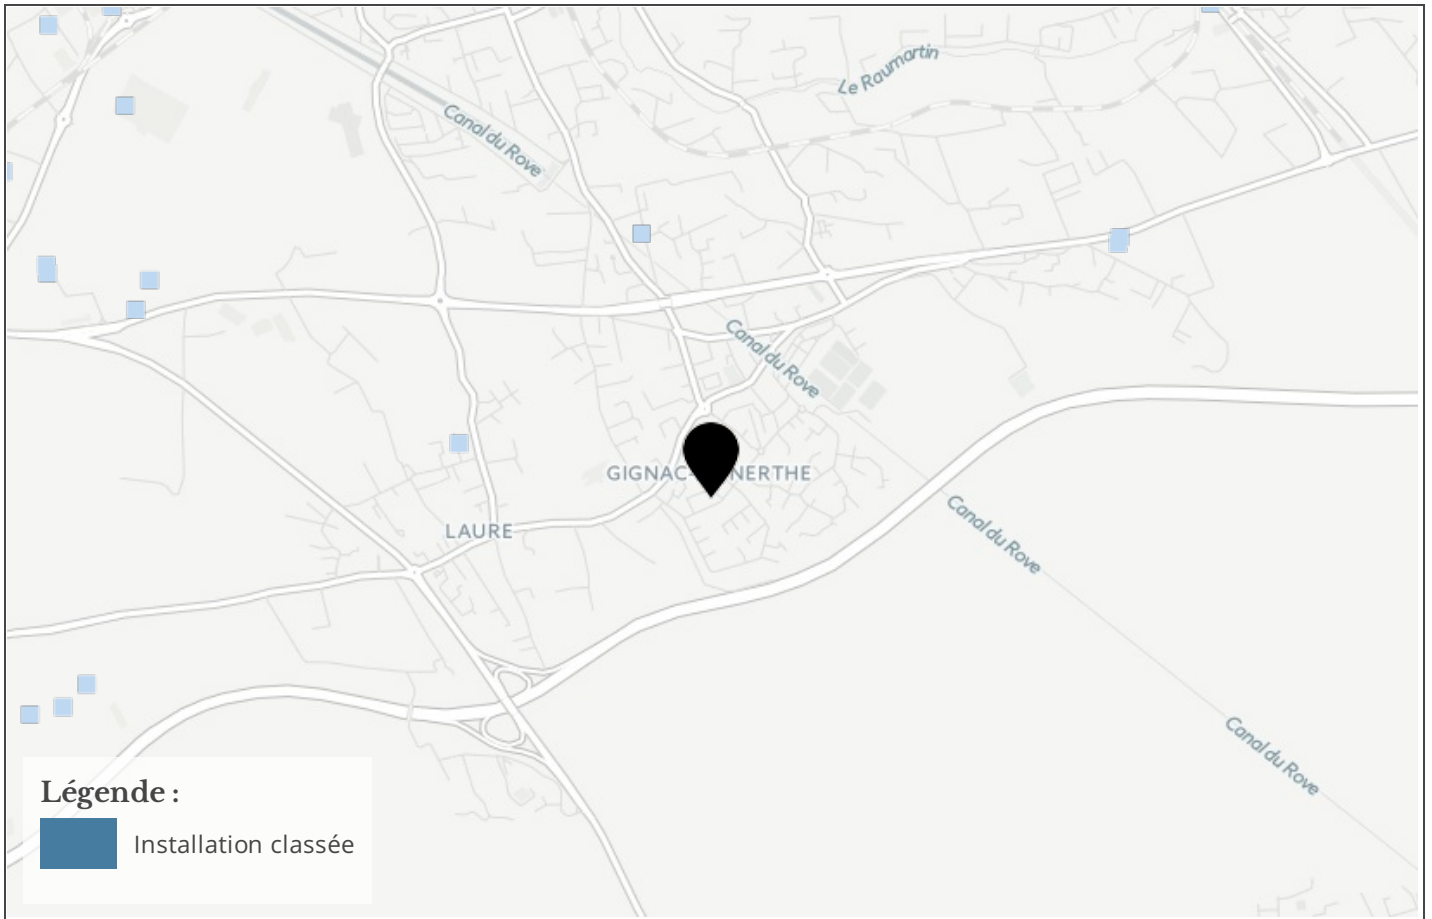 Le Raumartin
Canal du Rove
Canal du Rove
GIGNAC- NERTHE
LAURE
Canal du Rove
Canal du Rove
Légende :
Installation classée